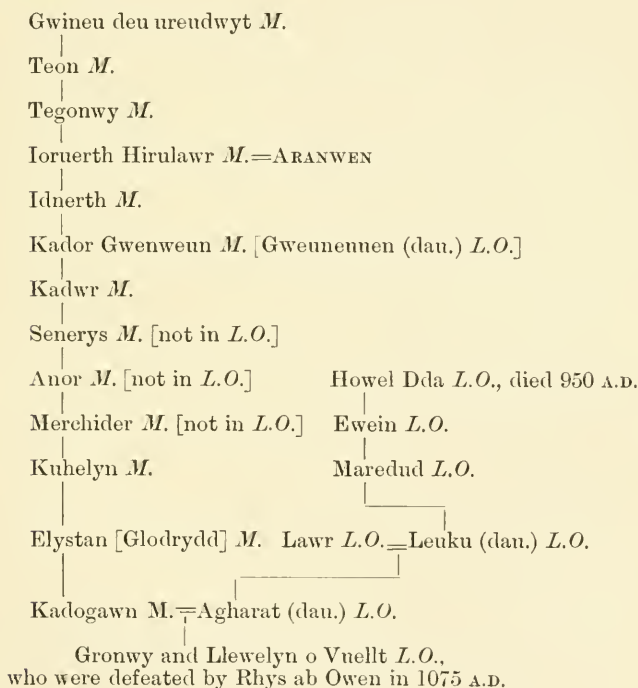 Gwineu deu ureudwyt M.
Teon M.
Tegonwy M.
Ioruerth Hirulawr M.=ARANWEN
Idnerth M.
Kador Gwenweun M. [Gweunennen (dau.) L.O.]
Kadwr M.
Senerys M. [not in L.O.]
Anor M. [not in L.O.] Howel Dda L.O., died 950 A.D.
Merchider M. [not in L.O.] Ewein L.O.
Kuhelyn M. Maredud L.O.
Elystan [Glodrydd] M. Lawr L.O.=Leuku (dau.) L.O.
Kadogawn M.=Agharat (dau.) L.O.
Gronwy and Llewelyn o Vuellt L.O.,
who were defeated by Rhys ab Owen in 1075 A.D.